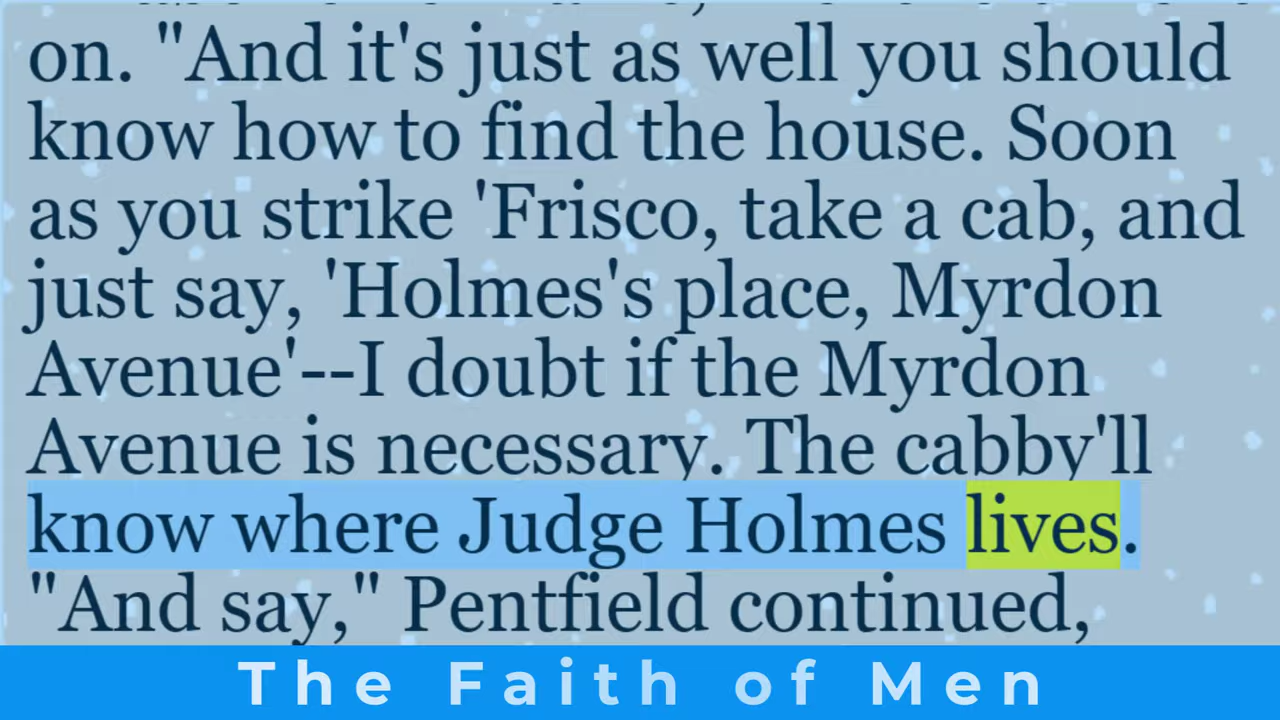 on. "And it's just as well you should
know how to find the house. Soon
as you strike 'Frisco, take a cab, and
just say, 'Holmes's place, Myrdon
Avenue'--I doubt if the Myrdon
Avenue is necessary. The cabby'll
know where Judge Holmes lives.
"And say," Pentfield continued,
The Faith of Men